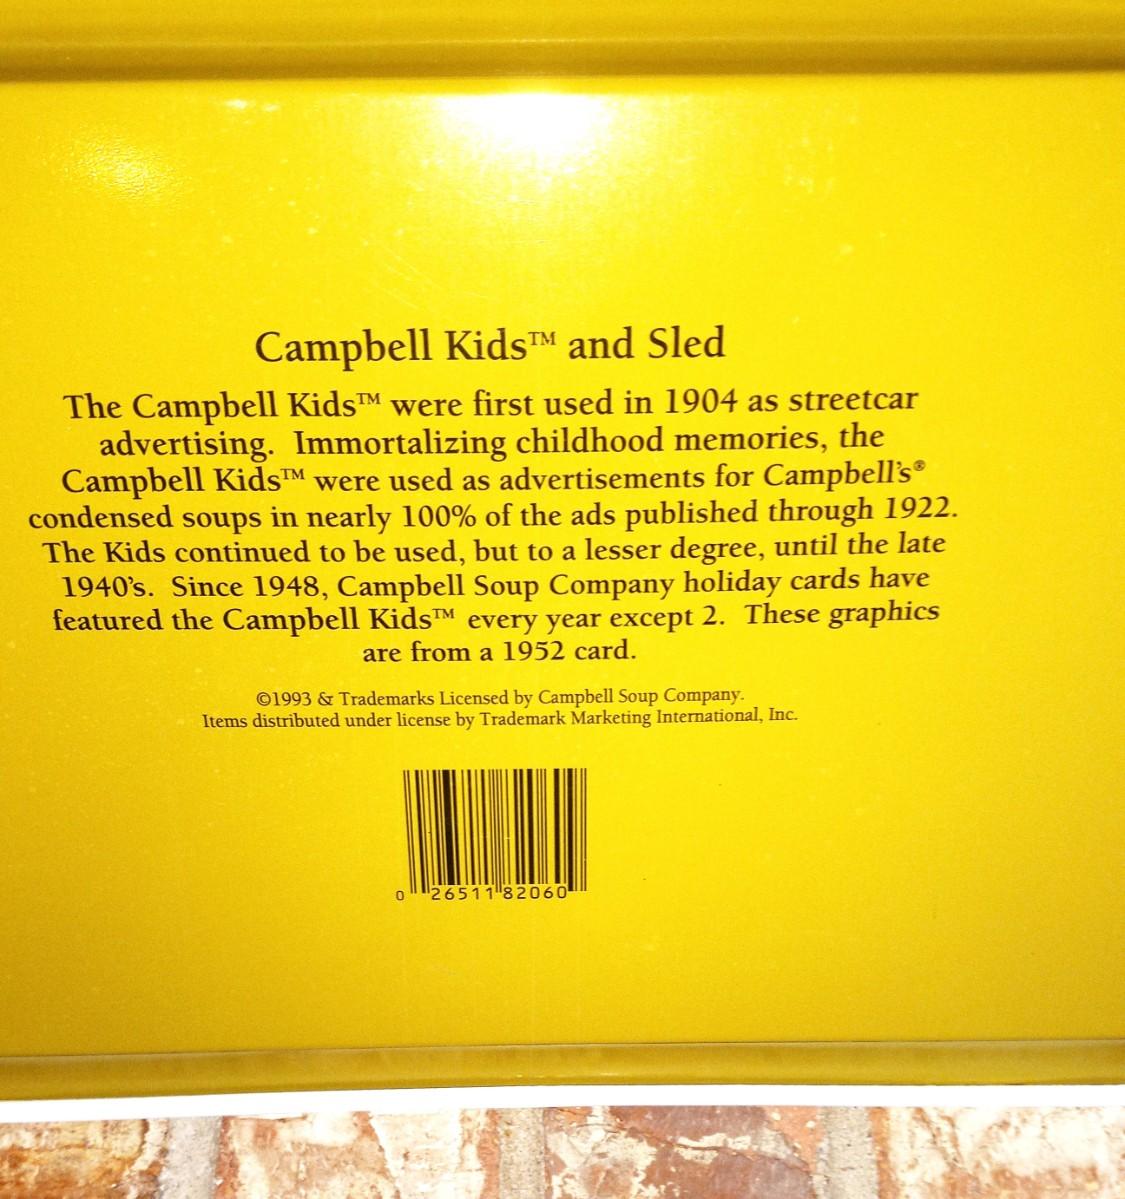 Campbell Kids™ and Sled
The Campbell Kids™ were first used in 1904 as streetcar
advertising. Immortalizing childhood memories, the
Campbell Kids™ were used as advertisements for Campbell's®
condensed soups in nearly 100% of the ads published through 1922.
The Kids continued to be used, but to a lesser degree, until the late
1940's. Since 1948, Campbell Soup Company holiday cards have
featured the Campbell Kids™ every year except 2. These graphics
are from a 1952 card.
©1993 & Trademarks Licensed by Campbell Soup Company.
Items distributed under license by Trademark Marketing International, Inc.
0 26511 82060